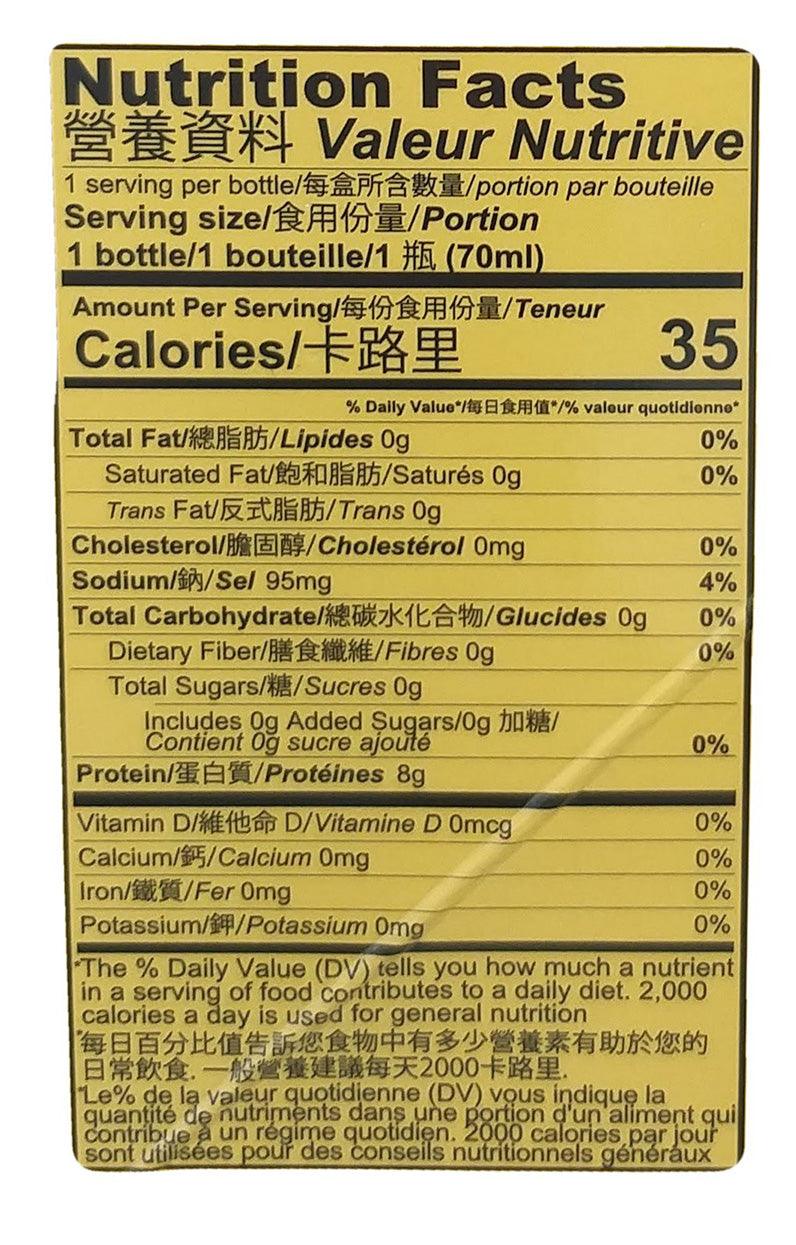 Nutrition Facts
營養資料 Valeur Nutritive
1 serving per bottle/每盒所含數量/portion par bouteille
Serving size/食用份量/Portion
1 bottle/1 bouteille/1 瓶 (70ml)
Amount Per Serving/每份食用份量/Teneur
Calories/卡路里 35
% Daily Value*/每日食用值*/% valeur quotidienne*
Total Fat/總脂肪/Lipides 0g 0%
Saturated Fat/飽和脂肪/Saturés 0g 0%
Trans Fat/反式脂肪/Trans 0g
Cholesterol/膽固醇/Cholestérol 0mg 0%
Sodium/鈉/Sel 95mg 4%
Total Carbohydrate/總碳水化合物/Glucides 0g 0%
Dietary Fiber/膳食纖維/Fibres 0g 0%
Total Sugars/糖/Sucres 0g
Includes 0g Added Sugars/0g 加糖/
Contient 0g sucre ajouté 0%
Protein/蛋白質/Protéines 8g
Vitamin D/維他命 D/Vitamine D 0mcg 0%
Calcium/鈣/Calcium 0mg 0%
Iron/鐵質/Fer 0mg 0%
Potassium/鉀/Potassium 0mg 0%
*The % Daily Value (DV) tells you how much a nutrient
in a serving of food contributes to a daily diet. 2,000
calories a day is used for general nutrition
*每日百分比值告訴您食物中有多少營養素有助於您的
日常飲食. 一般營養建議每天2000卡路里.
*Le% de la valeur quotidienne (DV) vous indique la
quantité de nutriments dans une portion d'un aliment qui
contribue à un régime quotidien. 2000 calories par jour
sont utilisées pour des conseils nutritionnels généraux